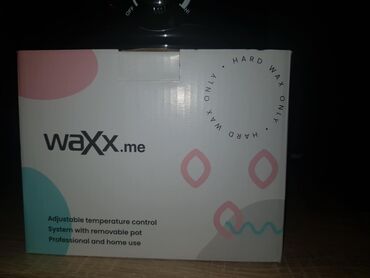 HARD WAX ONLY • HARD WAX ONLY •
waXx.me
Adjustable temperature control
System with removable pot
Professional and home use